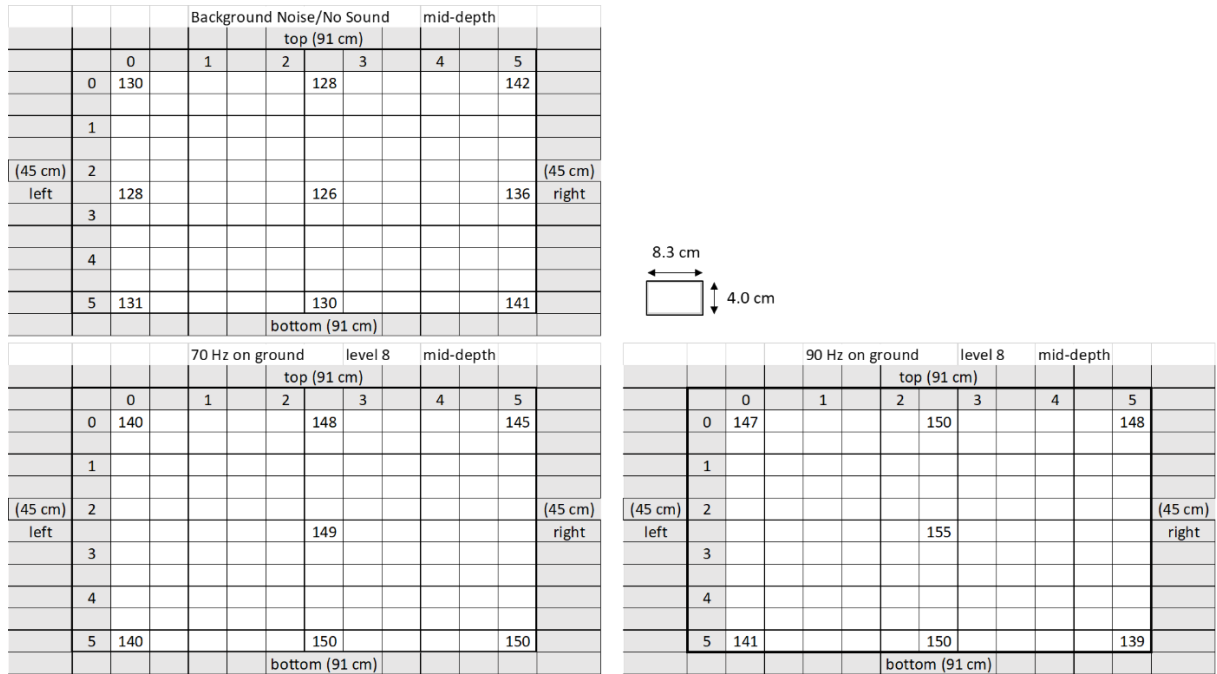 Background Noise/No Sound mid-depth
top (91 cm)
0 1 2 3 4 5
0 130 128 142
1
(45 cm) 2 (45 cm)
left 128 126 136 right
3
4
5 131 130 141
bottom (91 cm)
8.3 cm
4.0 cm
70 Hz on ground level 8 mid-depth
top (91 cm)
0 1 2 3 4 5
0 140 148 145
1
(45 cm) 2 (45 cm)
left 149 right
3
4
5 140 150 150
bottom (91 cm)
90 Hz on ground level 8 mid-depth
top (91 cm)
0 1 2 3 4 5
0 147 150 148
1
(45 cm) 2 (45 cm)
left 155 right
3
4
5 141 150 139
bottom (91 cm)